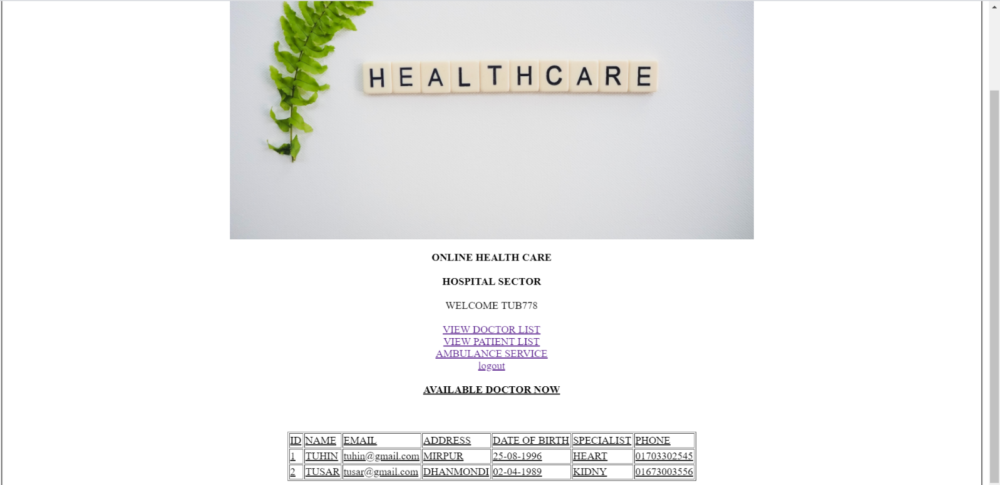 HEALTHCARE
ONLINE HEALTH CARE
HOSPITAL SECTOR
WELCOME TUB778
VIEW DOCTOR LIST
VIEW PATIENT LIST
AMBULANCE SERVICE
logout
AVAILABLE DOCTOR NOW
ID NAME EMAIL ADDRESS DATE OF BIRTH SPECIALIST PHONE
1 TUHIN tuhin@gmail.com MIRPUR 25-08-1996 HEART 01703302545
2 TUSAR tusar@gmail.com DHANMONDI 02-04-1989 KIDNY 01673003556